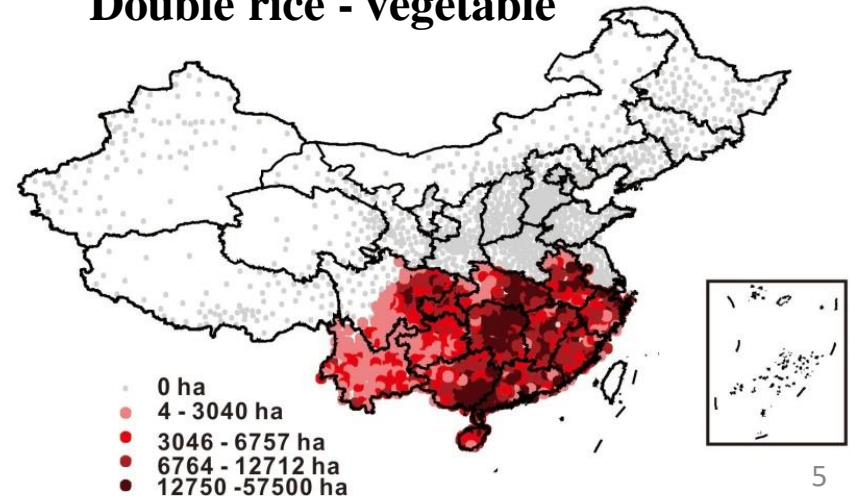 Double rice - vegetable
0 ha
4 - 3040 ha
3046 - 6757 ha
6764 - 12712 ha
12750 -57500 ha
5